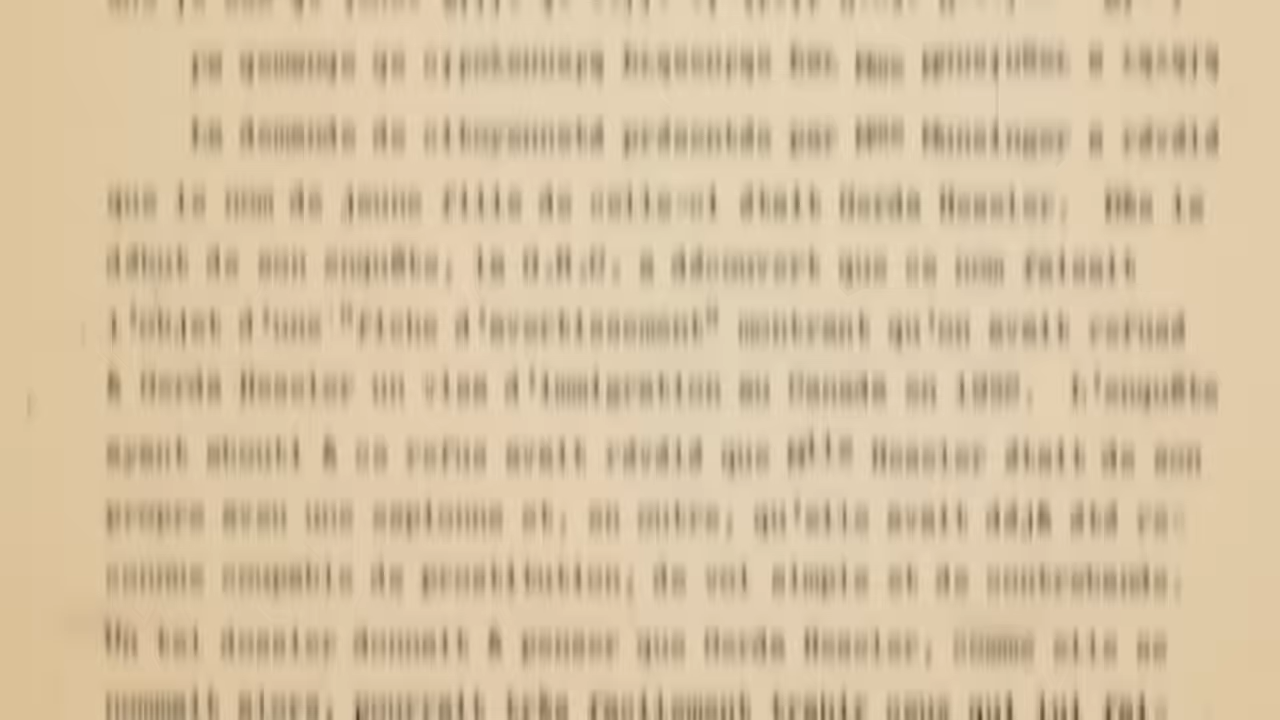 La demande de citoyenneté présentée par Mme Munsinger a révélé
que le nom de jeune fille de celle-ci était Gerda Heseler. Dès le
début de son enquête, la G.R.C. a découvert que ce nom faisait
l'objet d'une "fiche d'avertissement" montrant qu'on avait refusé
à Gerda Heseler un visa d'immigration au Canada en L'enquête
ayant abouti à ce refus avait révélé que Mlle Heseler était de son
propre aveu une espionne et, en outre, qu'elle avait déjà été re-
connue coupable de prostitution, de vol simple et de contrebande.
Un tel dossier donnait à penser que Gerda Heseler, comme elle se
nommait alors, pourrait très facilement trahir ceux qui lui fai-